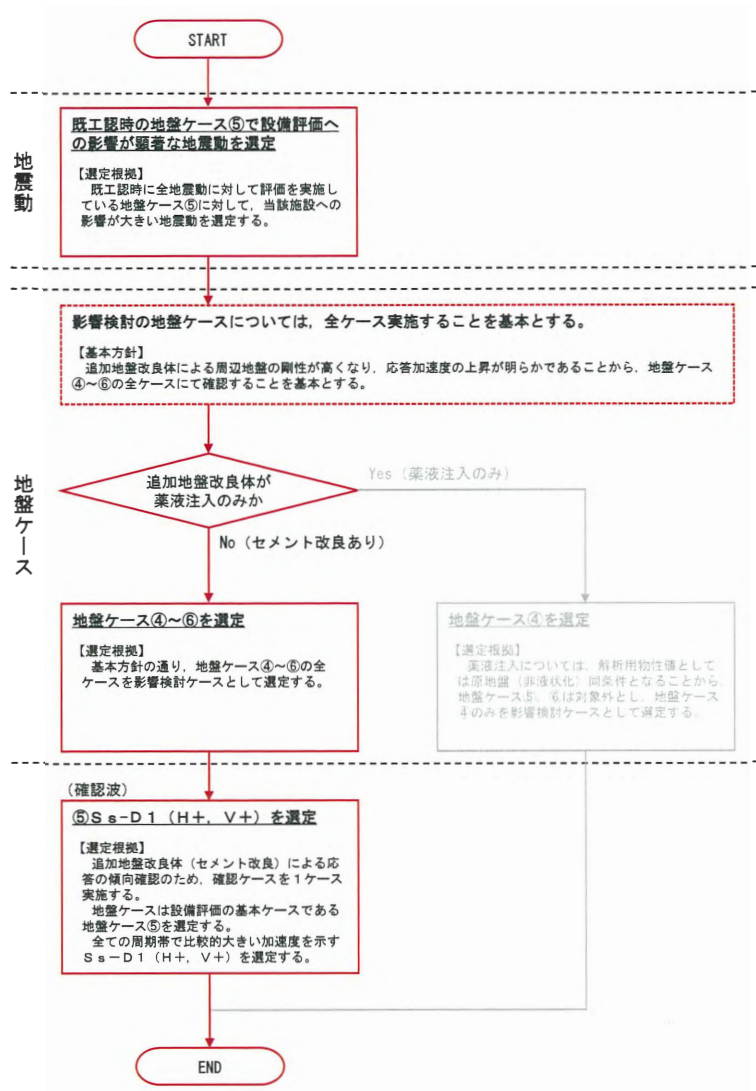 START
地震動
既工認時の地盤ケース⑤で設備評価へ
の影響が顕著な地震動を選定
【選定根拠】
既工認時に全地震動に対して評価を実施し
ている地盤ケース⑤に対して，当該施設への
影響が大きい地震動を選定する。
地盤ケース
影響検討の地盤ケースについては，全ケース実施することを基本とする。
【基本方針】
追加地盤改良体による周辺地盤の剛性が高くなり，応答加速度の上昇が明らかであることから，地盤ケース
④～⑥の全ケースにて確認することを基本とする。
追加地盤改良体が
薬液注入のみか
Yes（薬液注入のみ）
No（セメント改良あり）
地盤ケース④～⑥を選定
【選定根拠】
基本方針の通り，地盤ケース④～⑥の全
ケースを影響検討ケースとして選定する。
地盤ケース④を選定
【選定根拠】
薬液注入については，解析用物性値として
は原地盤（非液状化）同条件となることから，
地盤ケース⑤，⑥は対象外とし，地盤ケース
④のみを影響検討ケースとして選定する。
（確認波）
⑤Ｓｓ-Ｄ１（Ｈ＋，Ｖ＋）を選定
【選定根拠】
追加地盤改良体（セメント改良）による応
答の傾向確認のため，確認ケースを１ケース
実施する。
地盤ケースは設備評価の基本ケースである
地盤ケース⑤を選定する。
全ての周期帯で比較的大きい加速度を示す
Ｓｓ－Ｄ１（Ｈ＋，Ｖ＋）を選定する。
END